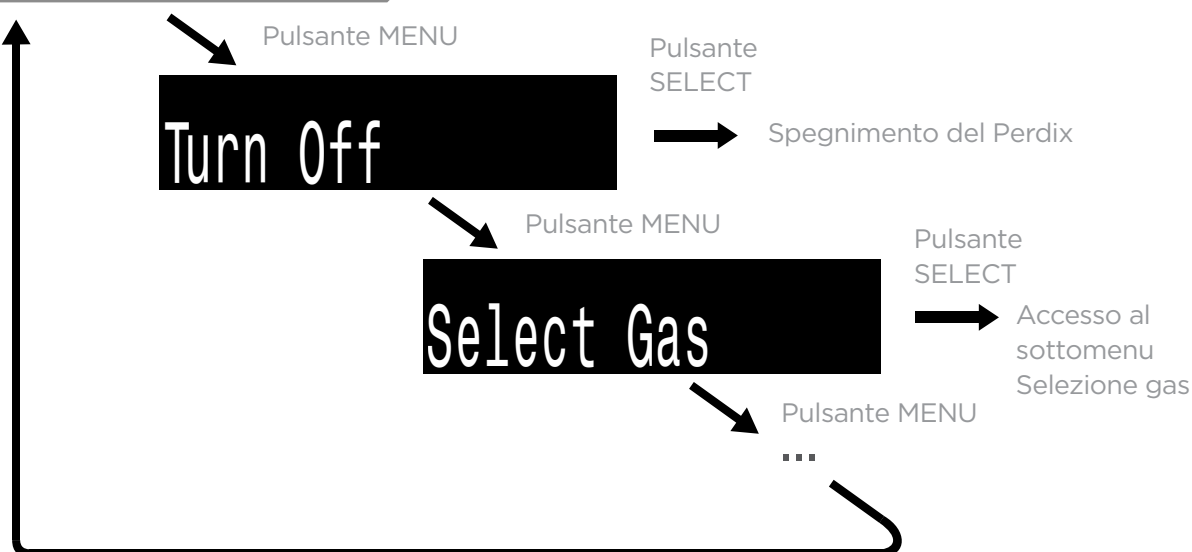 Pulsante MENU
Pulsante
SELECT
Turn Off
Spegnimento del Perdix
Pulsante MENU
Pulsante
SELECT
Select Gas
Accesso al
sottomenu
Selezione gas
Pulsante MENU
...